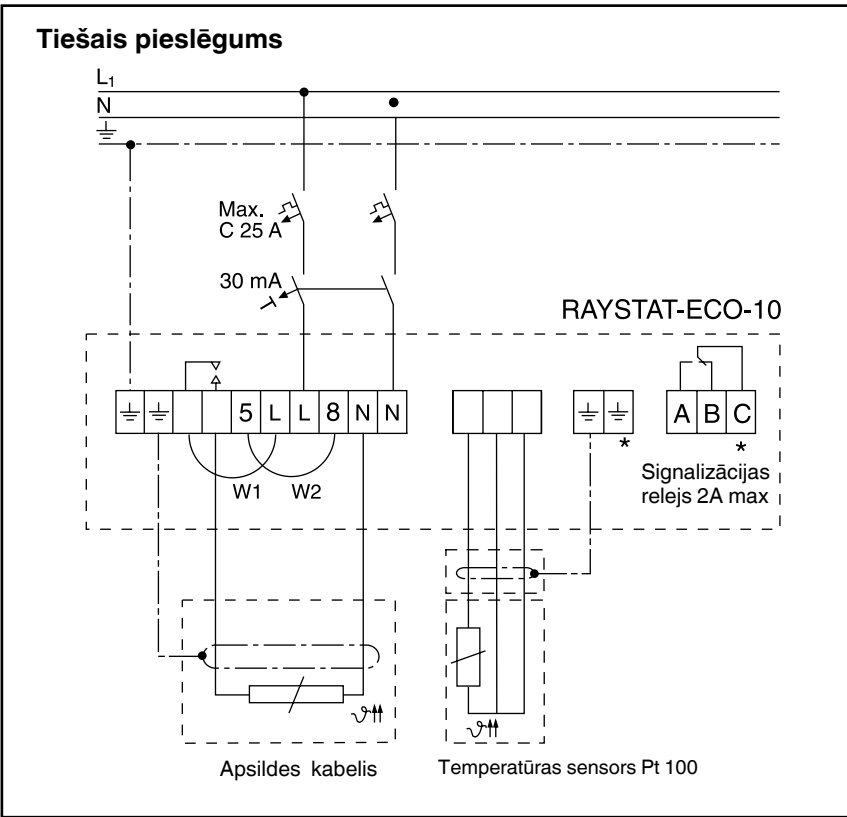 Tiešais pieslēgums
L₁
N
Max.
C 25 A
30 mA
RAYSTAT-ECO-10
5 L L 8 N N
A B C
* *
W1 W2
Signalizācijas
relejs 2A max
ϑ
ϑ
Apsildes kabelis
Temperatūras sensors Pt 100